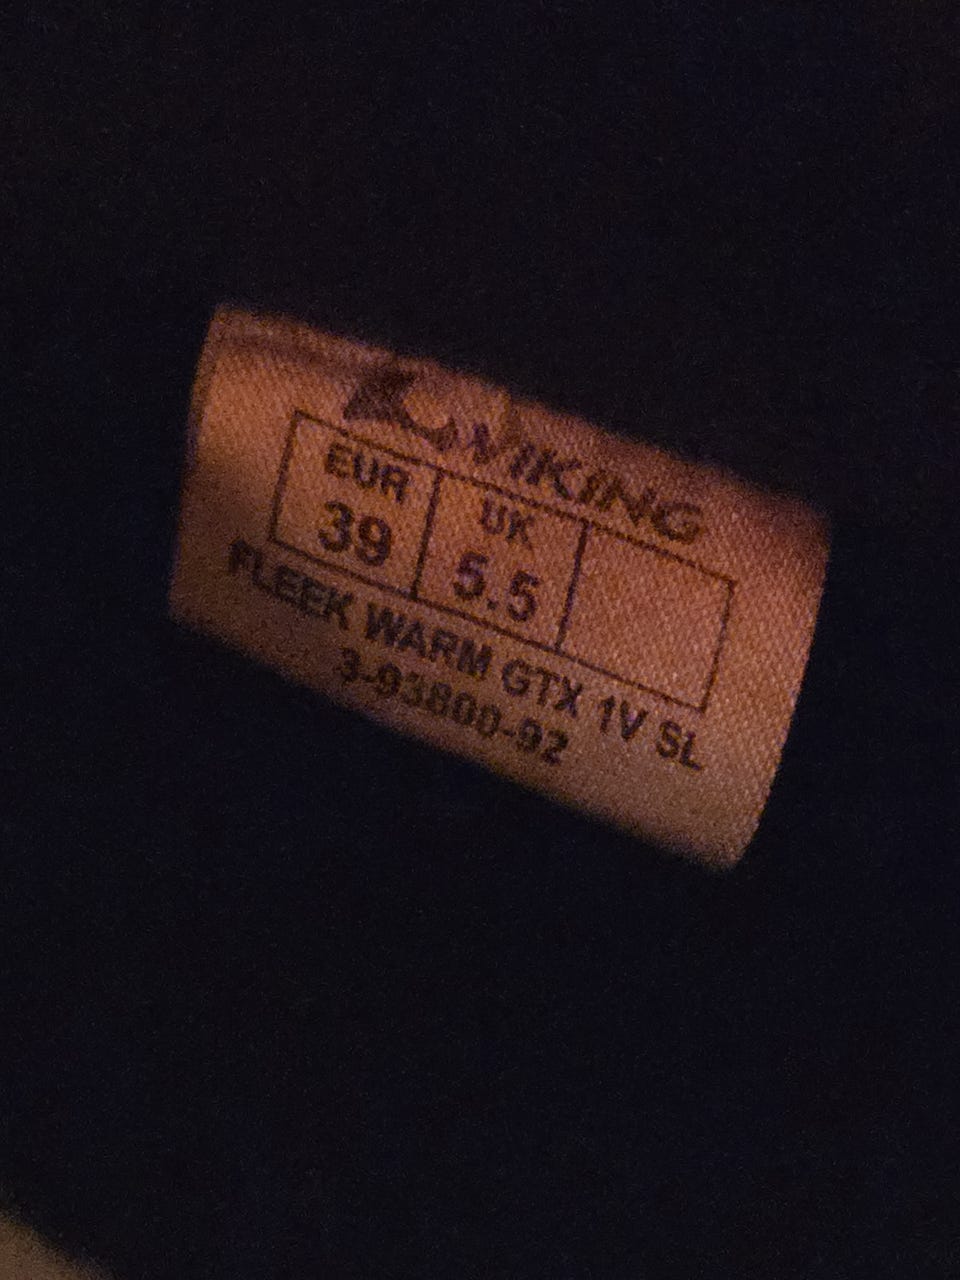 VIKING
EUR UK
39 5.5
FLEEK WARM GTX 1V SL
3-93800-92